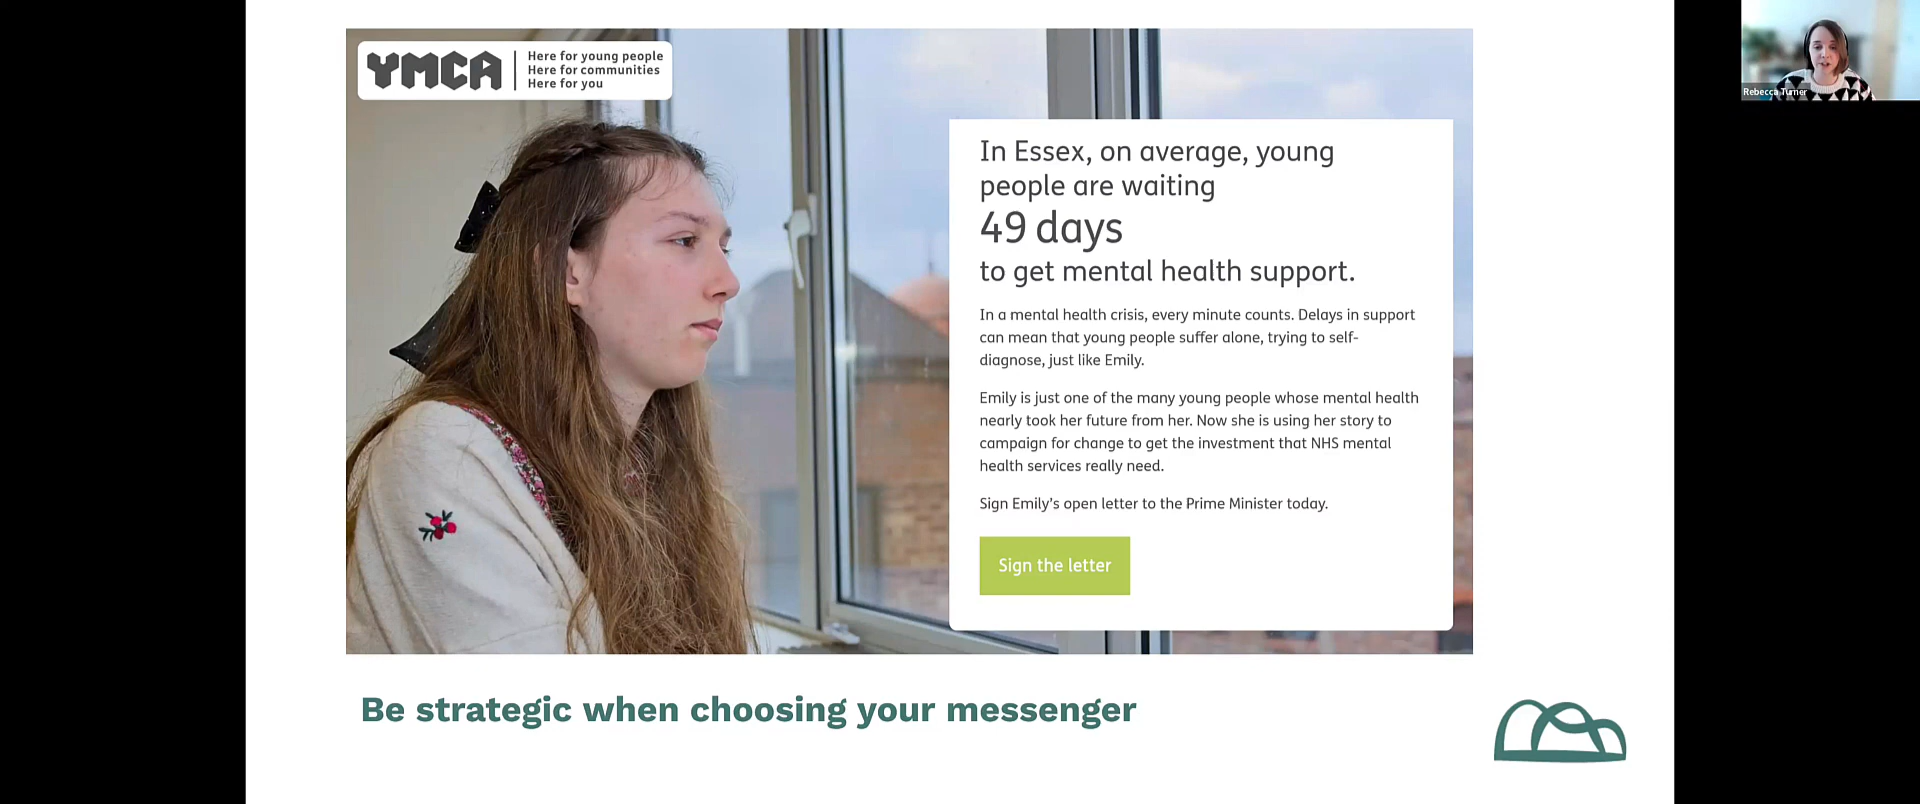 YMCA
Here for young people
Here for communities
Here for you
Rebecca Turner
In Essex, on average, young
people are waiting
49 days
to get mental health support.
In a mental health crisis, every minute counts. Delays in support
can mean that young people suffer alone, trying to self-
diagnose, just like Emily.
Emily is just one of the many young people whose mental health
nearly took her future from her. Now she is using her story to
campaign for change to get the investment that NHS mental
health services really need.
Sign Emily's open letter to the Prime Minister today.
Sign the letter
Be strategic when choosing your messenger